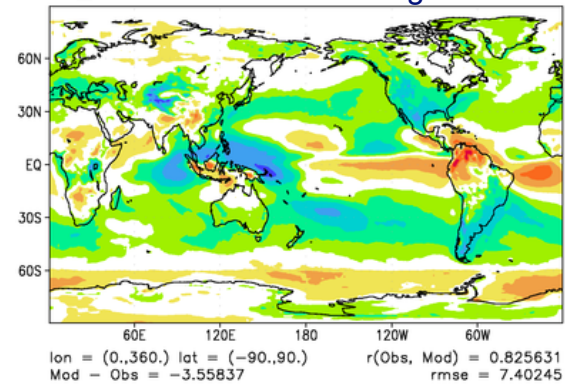 60N
30N
EQ
30S
60S
60E 120E 180 120W 60W
lon = (0.,360.) lat = (−90.,90.) r(Obs, Mod) = 0.825631
Mod − Obs = −3.55837 rmse = 7.40245